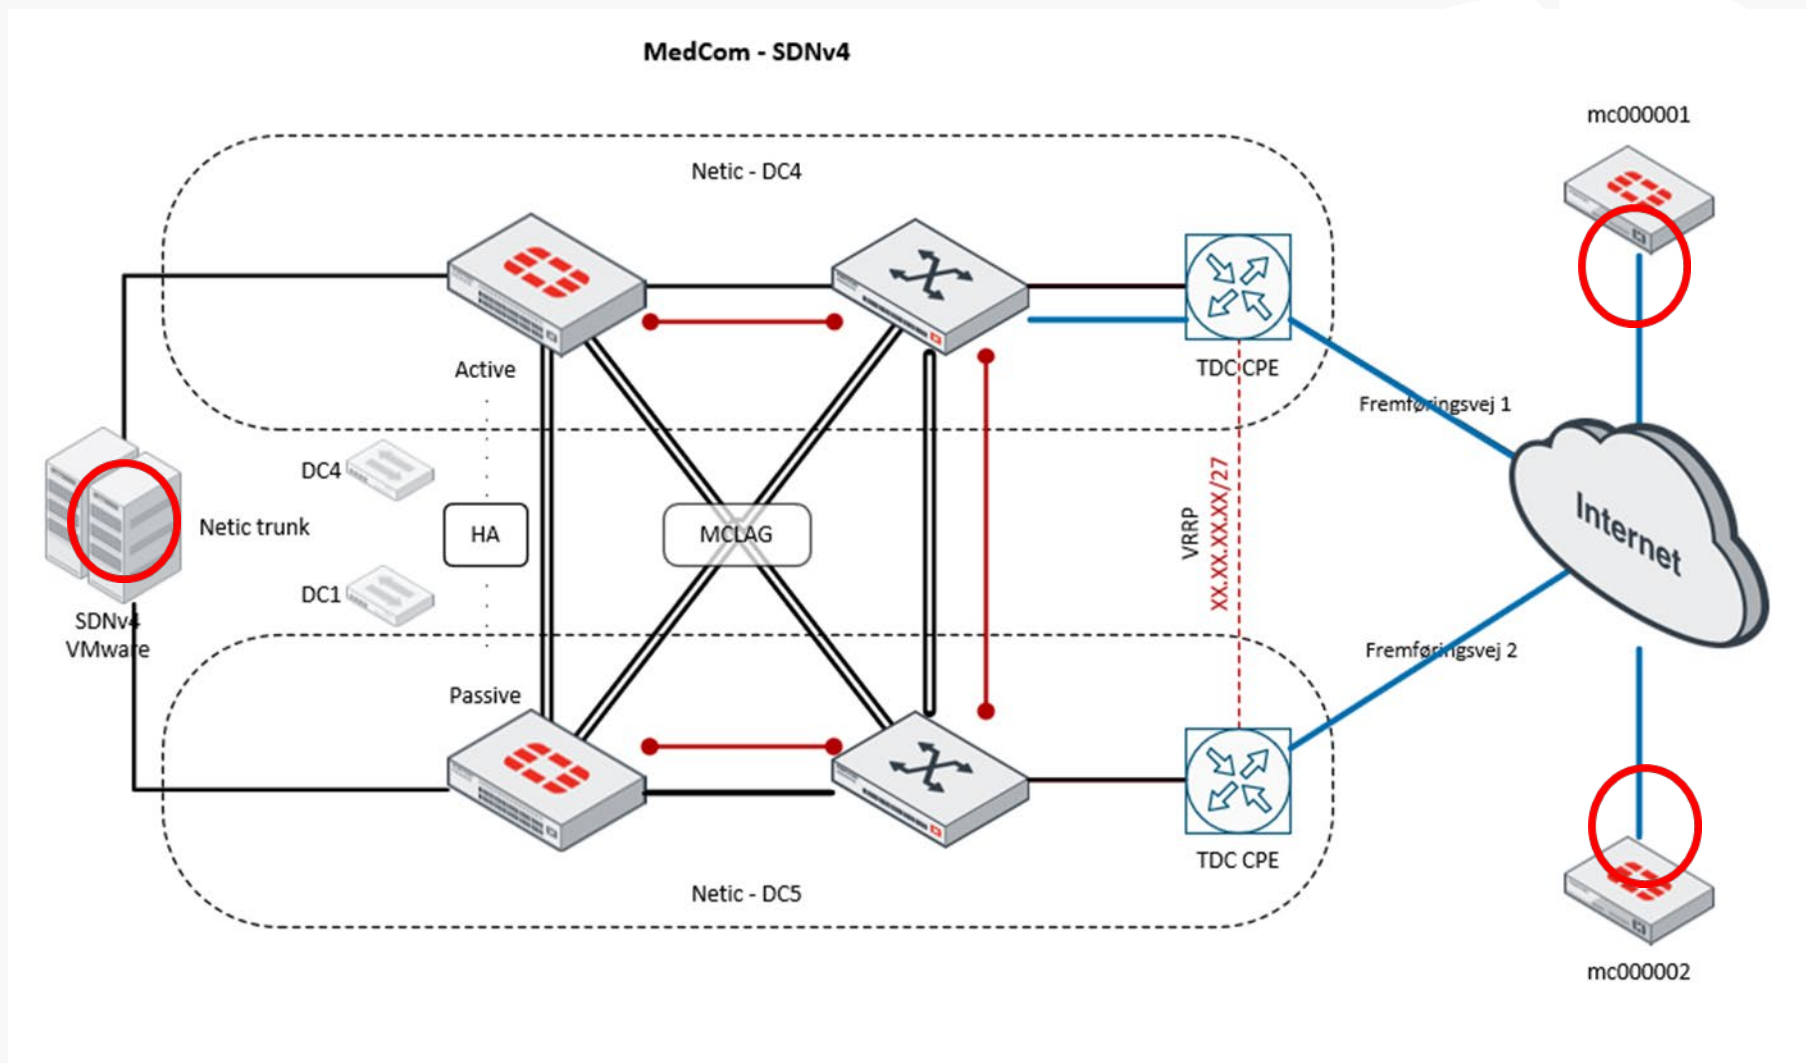 MedCom - SDNv4
mc000001
Netic - DC4
Active
TDC CPE
Fremføringsvej 1
DC4
HA
MCLAG
VRRP
XX.XX.XX.XX/27
Internet
Netic trunk
DC1
SDNv4
VMware
Fremføringsvej 2
Passive
TDC CPE
Netic - DC5
mc000002